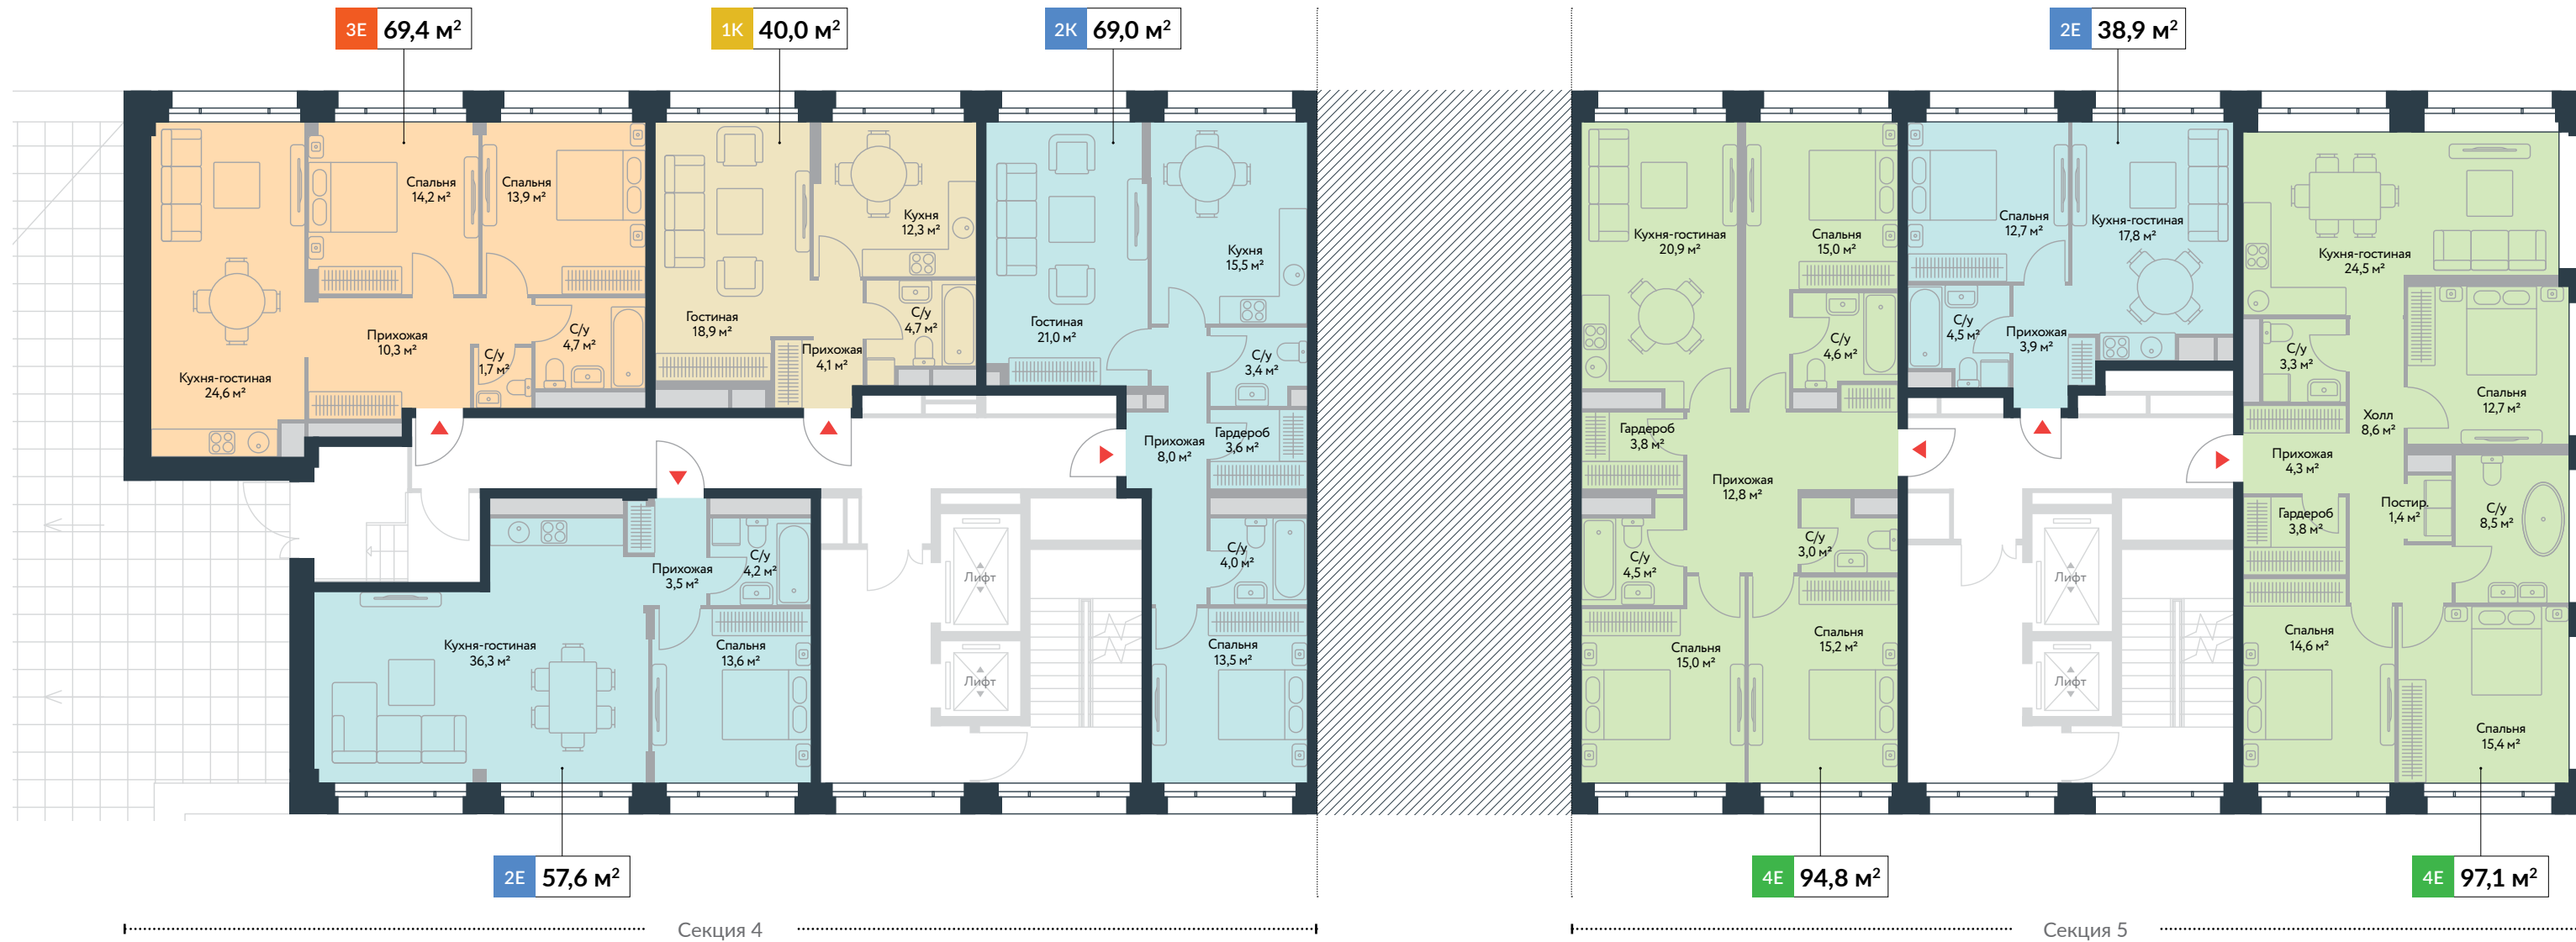 3Е 69,4 м²
1К 40,0 м²
2К 69,0 м²
2Е 38,9 м²
Кухня-гостиная
24,6 м²
Спальня
14,2 м²
Спальня
13,9 м²
Прихожая
10,3 м²
С/у
1,7 м²
С/у
4,7 м²
Гостиная
18,9 м²
Кухня
12,3 м²
Прихожая
4,1 м²
С/у
4,7 м²
Гостиная
21,0 м²
Кухня
15,5 м²
С/у
3,4 м²
Прихожая
8,0 м²
Гардероб
3,6 м²
С/у
4,0 м²
Спальня
13,5 м²
Кухня-гостиная
36,3 м²
Прихожая
3,5 м²
С/у
4,2 м²
Спальня
13,6 м²
Лифт
Лифт
Кухня-гостиная
20,9 м²
Спальня
15,0 м²
С/у
4,6 м²
Гардероб
3,8 м²
Прихожая
12,8 м²
С/у
4,5 м²
С/у
3,0 м²
Спальня
15,0 м²
Спальня
15,2 м²
Спальня
12,7 м²
Кухня-гостиная
17,8 м²
С/у
4,5 м²
Прихожая
3,9 м²
Лифт
Лифт
Кухня-гостиная
24,5 м²
С/у
3,3 м²
Спальня
12,7 м²
Холл
8,6 м²
Прихожая
4,3 м²
Гардероб
3,8 м²
Постир.
1,4 м²
С/у
8,5 м²
Спальня
14,6 м²
Спальня
15,4 м²
2Е 57,6 м²
4Е 94,8 м²
4Е 97,1 м²
Секция 4
Секция 5